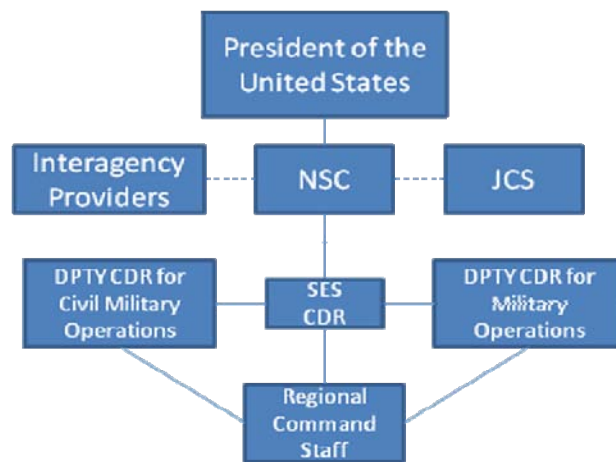 President of the
United States
Interagency
Providers
NSC
JCS
DPTY CDR for
Civil Military
Operations
SES
CDR
DPTY CDR for
Military
Operations
Regional
Command
Staff